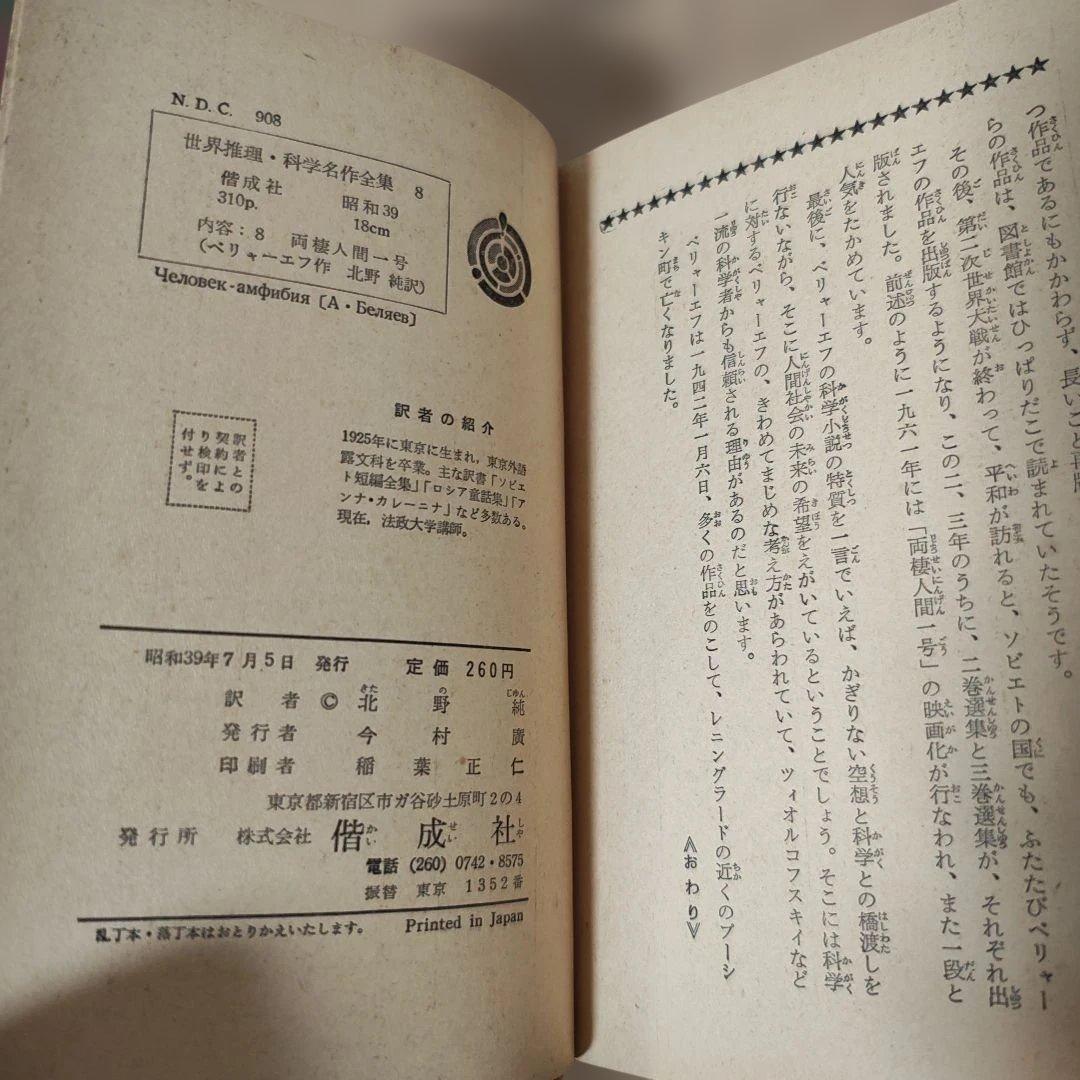 N. D. C. 908
世界推理・科学名作全集 8
偕成社 昭和39
310p. 18cm
内容：8 両棲人間一号
(ベリャーエフ作 北野 純訳)
Человек-амфибия [А・Беляев]
訳者の紹介
1925年に東京に生まれ，東京外語
露文科を卒業。主な訳書「ソビエ
ト短編全集」「ロシア童話集」「ア
ンナ・カレーニナ」など多数ある。
現在，法政大学講師。
訳者との
契約によ
り検印を
付せず。
昭和39年7月5日 発行 定価 260円
訳者 © 北野純
発行者 今村廣
印刷者 稲葉正仁
東京都新宿区市ガ谷砂土原町2の4
発行所 株式会社 偕成社
電話 (260) 0742・8575
振替 東京 1352番
乱丁本・落丁本はおとりかえいたします。 Printed in Japan
つ作品であるにもかかわらず、長いこと再版
らの作品は、図書館ではひっぱりだこで読まれていたそうです。
その後、第二次世界大戦が終わって、平和が訪れると、ソビエトの国でも、ふたたびベリャー
エフの作品を出版するようになり、この二、三年のうちに、二巻選集と三巻選集が、それぞれ出
版されました。前述のように一九六一年には「両棲人間一号」の映画化が行なわれ、また一段と
人気をたかめています。
最後に、ベリャーエフの科学小説の特質を一言でいえば、かぎりない空想と科学との橋渡しを
行ないながら、そこに人間社会の未来の希望をえがいているということでしょう。そこには科学
に対するベリャーエフの、きわめてまじめな考え方があらわれていて、ツィオルコフスキイなど
一流の科学者からも信頼される理由があるのだと思います。
ベリャーエフは一九四二年一月六日、多くの作品をのこして、レニングラードの近くのプーシ
キン町で亡くなりました。
《おわり》